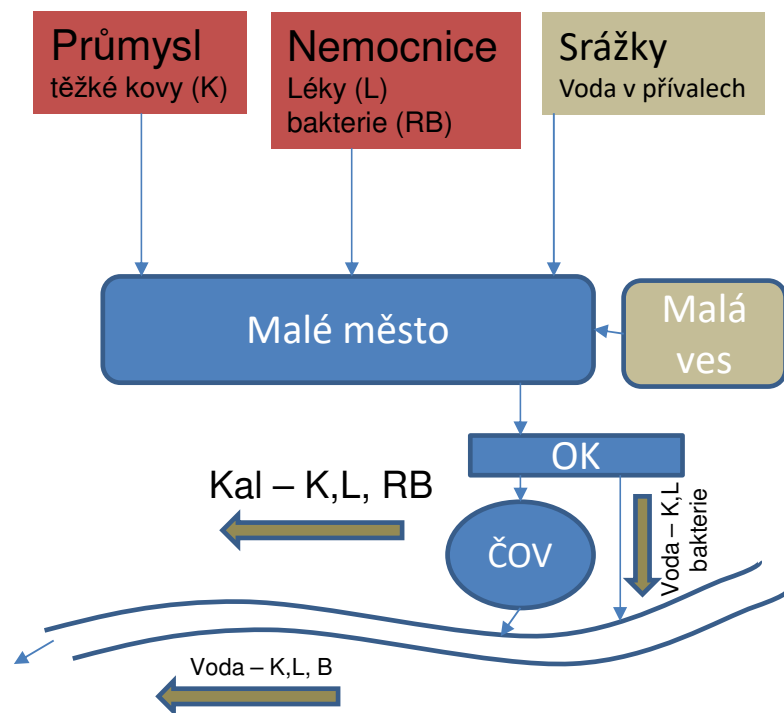 Průmysl
těžké kovy (K)
Nemocnice
Léky (L)
bakterie (RB)
Srážky
Voda v přívalech
Malé město
Malá
ves
OK
Kal – K,L, RB
ČOV
Voda – K,L
bakterie
Voda – K,L, B